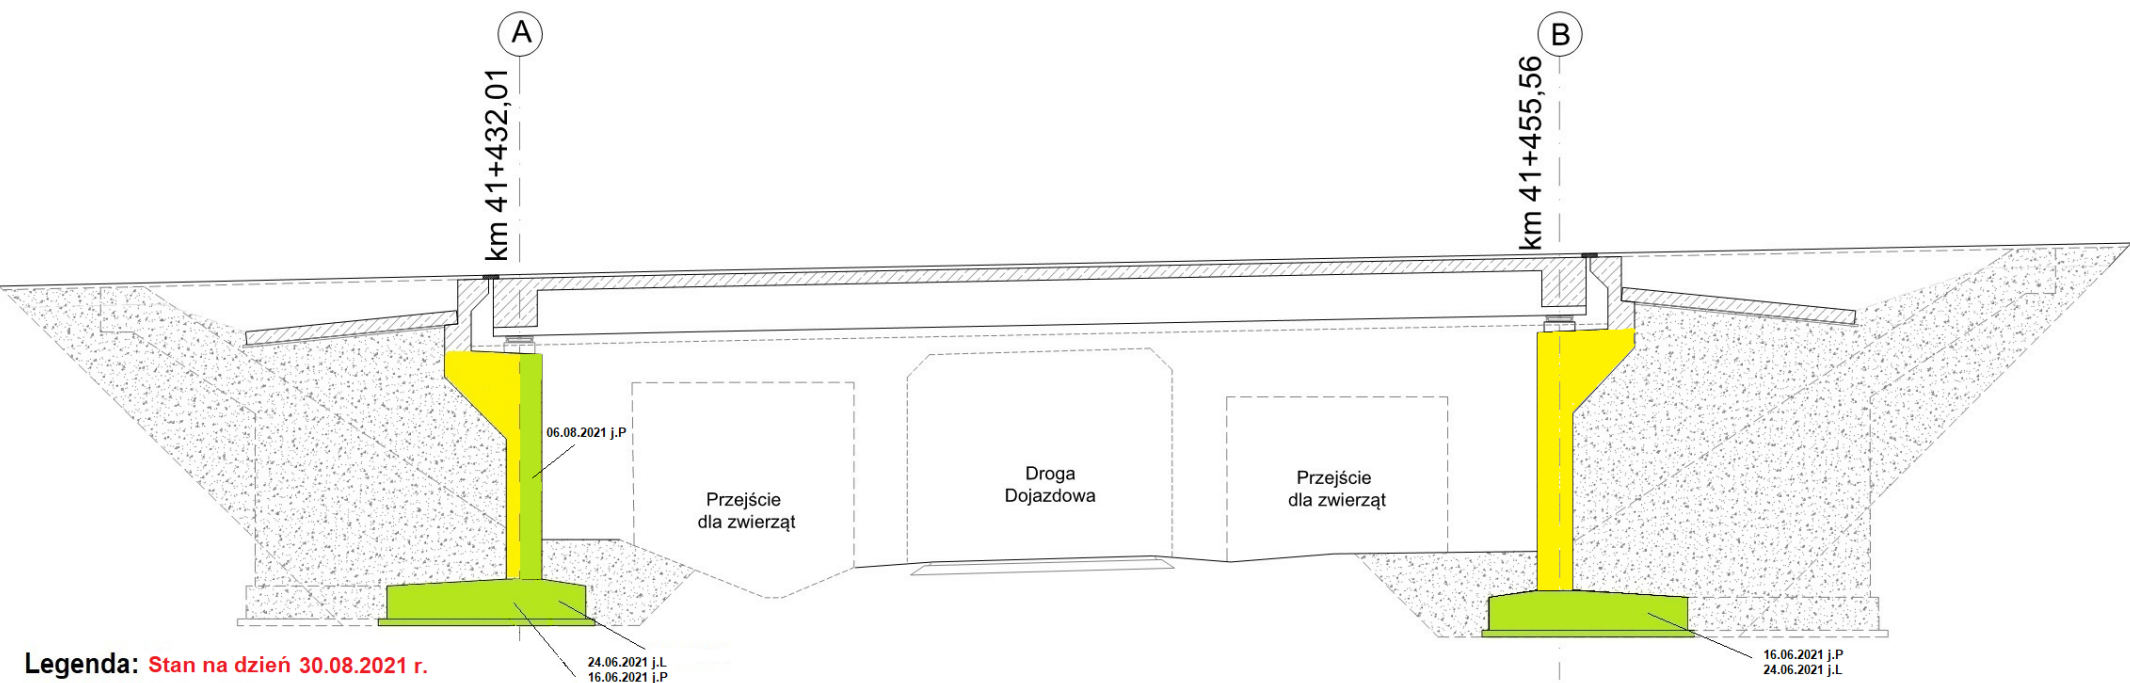 A
B
km 41+432,01
km 41+455,56
06.08.2021 j.P
Przejście
dla zwierząt
Droga
Dojazdowa
Przejście
dla zwierząt
24.06.2021 j.L
16.06.2021 j.P
16.06.2021 j.P
24.06.2021 j.L
Legenda: Stan na dzień 30.08.2021 r.